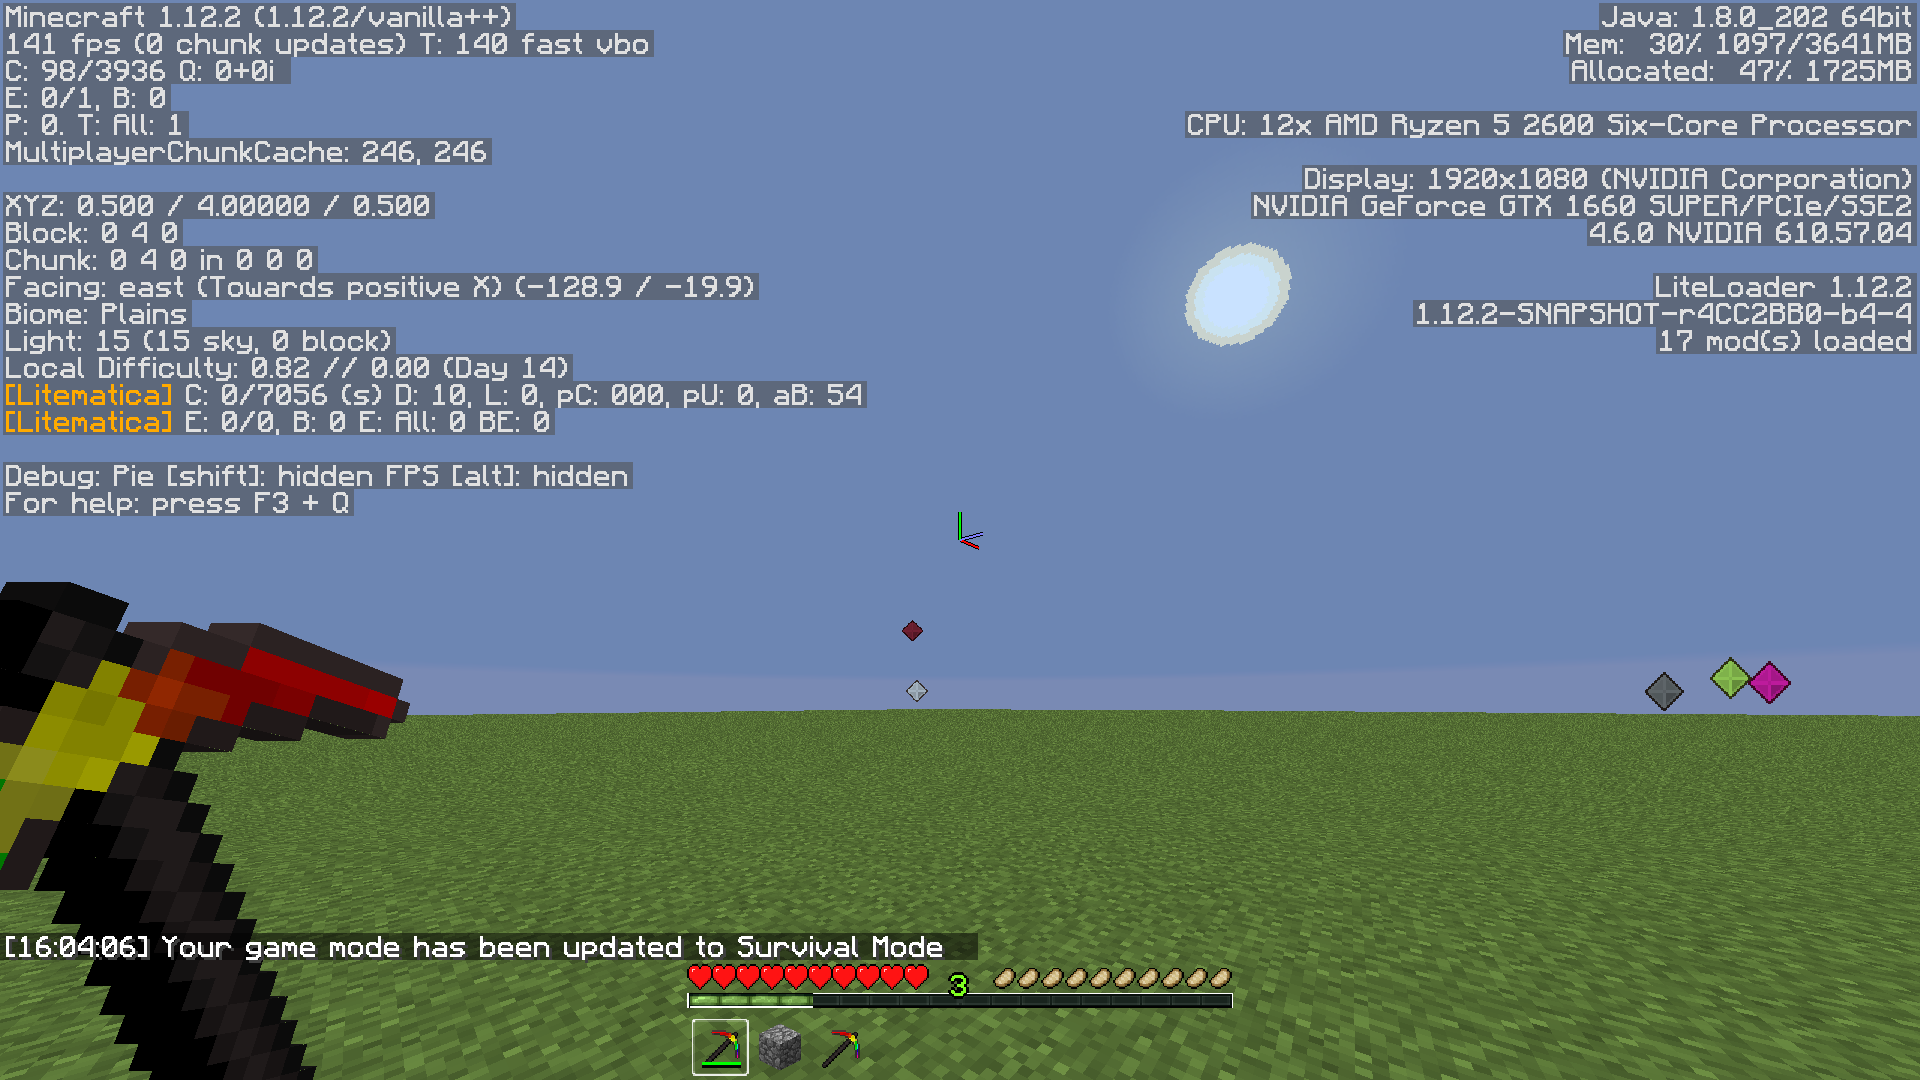 Minecraft 1.12.2 (1.12.2/vanilla++)
141 fps (0 chunk updates) T: 140 fast vbo
C: 98/3936 Q: 0+0i
E: 0/1, B: 0
P: 0. T: All: 1
MultiplayerChunkCache: 246, 246
XYZ: 0.500 / 4.00000 / 0.500
Block: 0 4 0
Chunk: 0 4 0 in 0 0 0
Facing: east (Towards positive X) (-128.9 / -19.9)
Biome: Plains
Light: 15 (15 sky, 0 block)
Local Difficulty: 0.82 // 0.00 (Day 14)
[Litematica] C: 0/7056 (s) D: 10, L: 0, pC: 000, pU: 0, aB: 54
[Litematica] E: 0/0, B: 0 E: All: 0 BE: 0
Debug: Pie [shift]: hidden FPS [alt]: hidden
For help: press F3 + Q
Java: 1.8.0_202 64bit
Mem: 30% 1097/3641MB
Allocated: 47% 1725MB
CPU: 12x AMD Ryzen 5 2600 Six-Core Processor
Display: 1920x1080 (NVIDIA Corporation)
NVIDIA GeForce GTX 1660 SUPER/PCIe/SSE2
4.6.0 NVIDIA 610.57.04
LiteLoader 1.12.2
1.12.2-SNAPSHOT-r4CC2BB0-b4-4
17 mod(s) loaded
[16:04:06] Your game mode has been updated to Survival Mode
3